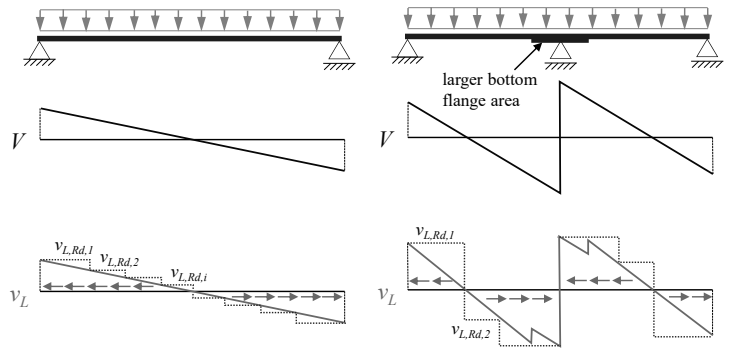 larger bottom
flange area
V
V
v_{L,Rd,1}
v_{L,Rd,2}
v_{L,Rd,i}
v_L
v_{L,Rd,1}
v_{L,Rd,2}
v_L